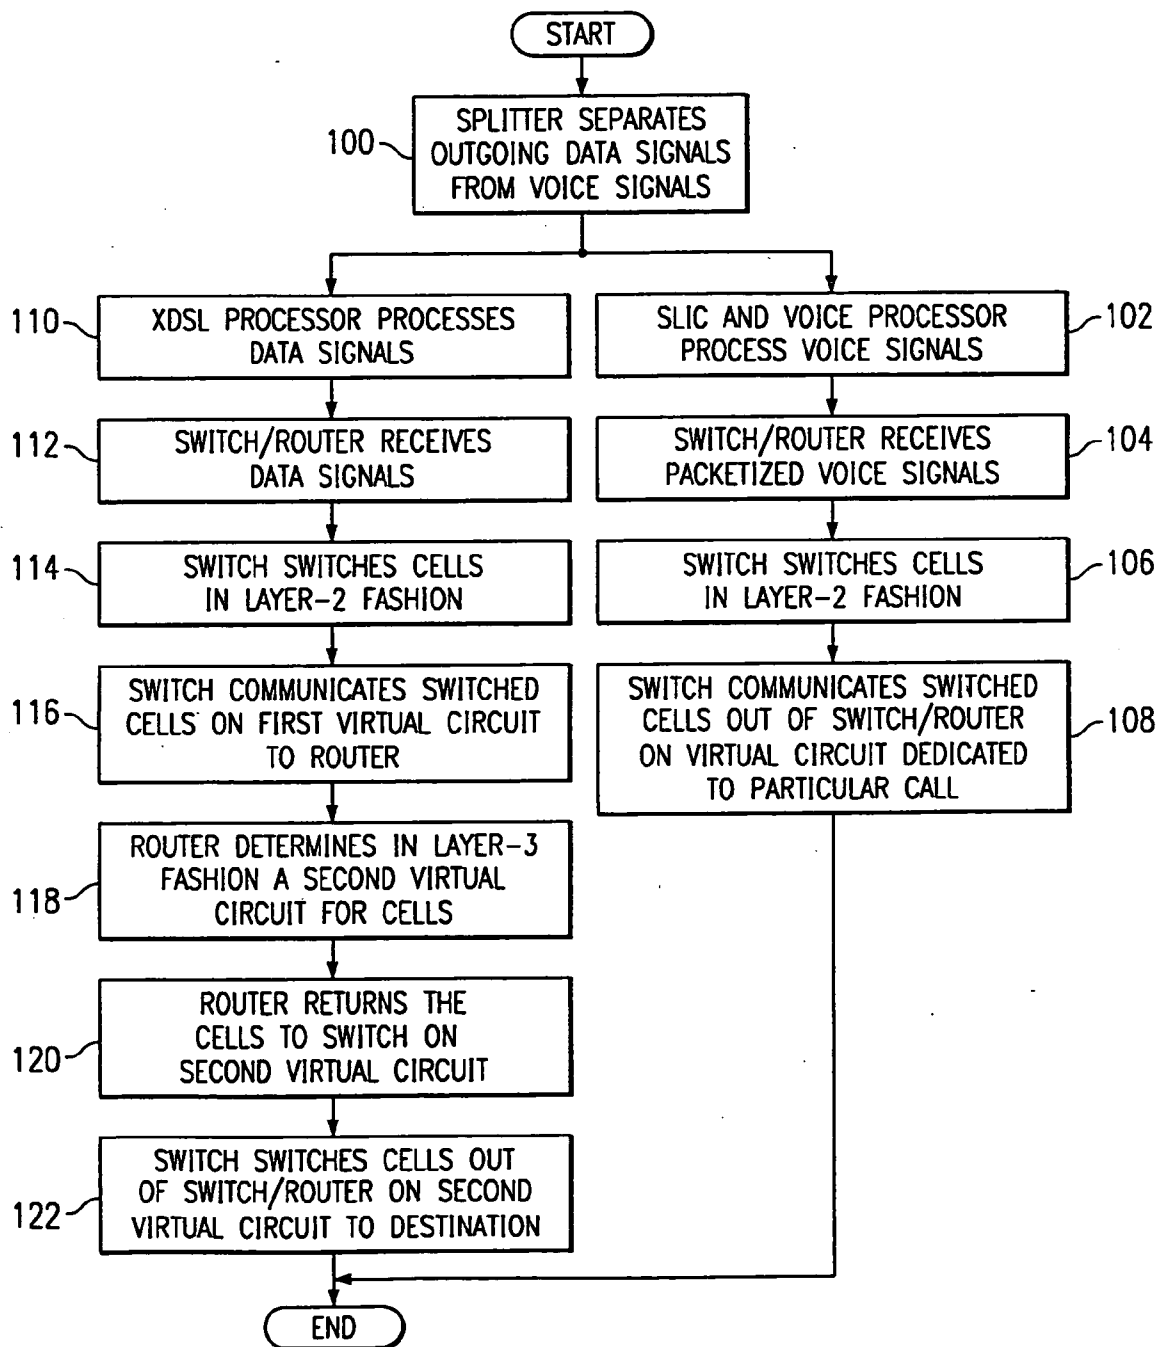 START
100
SPLITTER SEPARATES
OUTGOING DATA SIGNALS
FROM VOICE SIGNALS
110
XDSL PROCESSOR PROCESSES
DATA SIGNALS
102
SLIC AND VOICE PROCESSOR
PROCESS VOICE SIGNALS
112
SWITCH/ROUTER RECEIVES
DATA SIGNALS
104
SWITCH/ROUTER RECEIVES
PACKETIZED VOICE SIGNALS
114
SWITCH SWITCHES CELLS
IN LAYER-2 FASHION
106
SWITCH SWITCHES CELLS
IN LAYER-2 FASHION
116
SWITCH COMMUNICATES SWITCHED
CELLS ON FIRST VIRTUAL CIRCUIT
TO ROUTER
108
SWITCH COMMUNICATES SWITCHED
CELLS OUT OF SWITCH/ROUTER
ON VIRTUAL CIRCUIT DEDICATED
TO PARTICULAR CALL
118
ROUTER DETERMINES IN LAYER-3
FASHION A SECOND VIRTUAL
CIRCUIT FOR CELLS
120
ROUTER RETURNS THE
CELLS TO SWITCH ON
SECOND VIRTUAL CIRCUIT
122
SWITCH SWITCHES CELLS OUT
OF SWITCH/ROUTER ON SECOND
VIRTUAL CIRCUIT TO DESTINATION
END